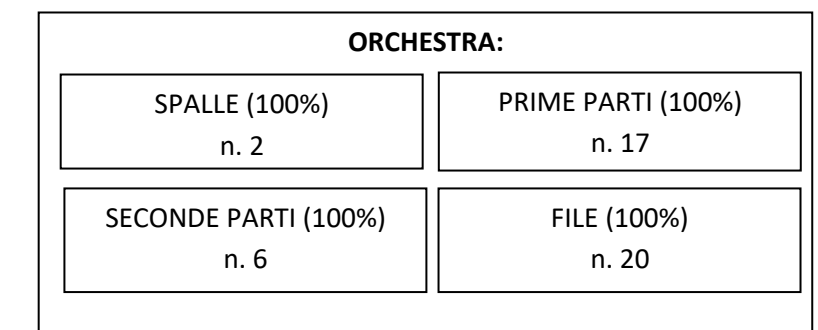 ORCHESTRA:
SPALLE (100%)
n. 2
PRIME PARTI (100%)
n. 17
SECONDE PARTI (100%)
n. 6
FILE (100%)
n. 20